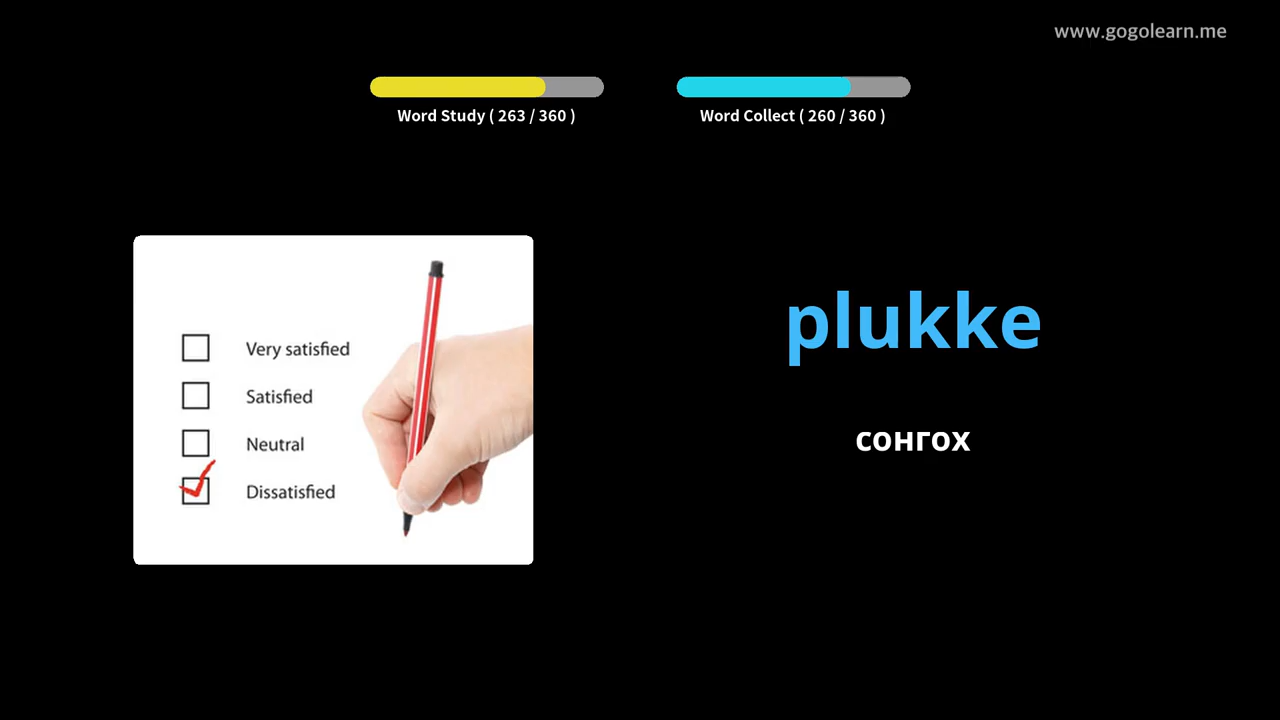 www.gogolearn.me
Word Study ( 263 / 360 )
Word Collect ( 260 / 360 )
Very satisfied
Satisfied
Neutral
Dissatisfied
plukke
сонгох